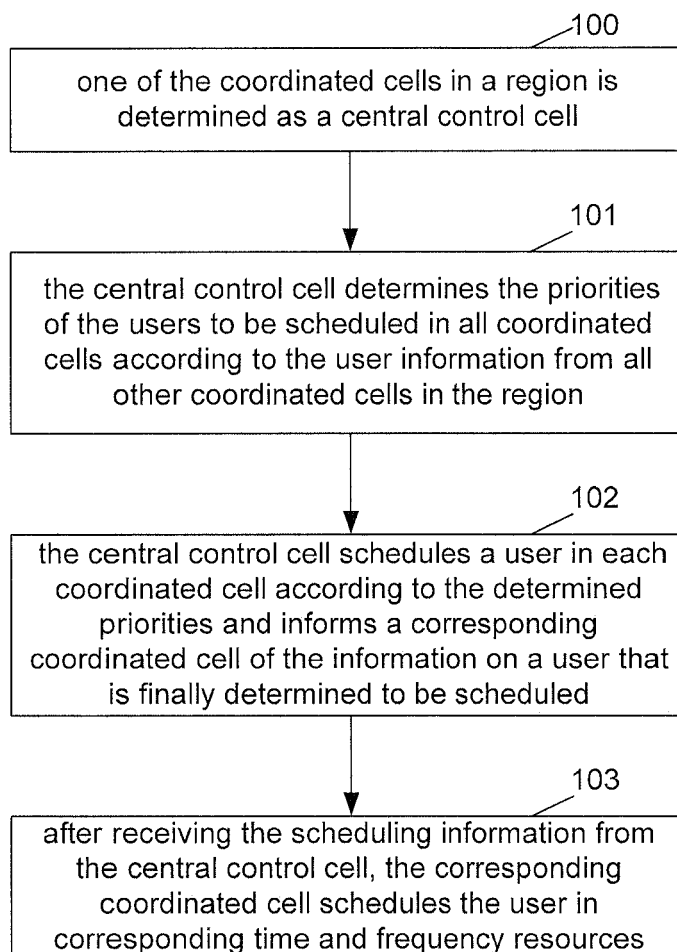 100
one of the coordinated cells in a region is
determined as a central control cell
101
the central control cell determines the priorities
of the users to be scheduled in all coordinated
cells according to the user information from all
other coordinated cells in the region
102
the central control cell schedules a user in each
coordinated cell according to the determined
priorities and informs a corresponding
coordinated cell of the information on a user that
is finally determined to be scheduled
103
after receiving the scheduling information from
the central control cell, the corresponding
coordinated cell schedules the user in
corresponding time and frequency resources